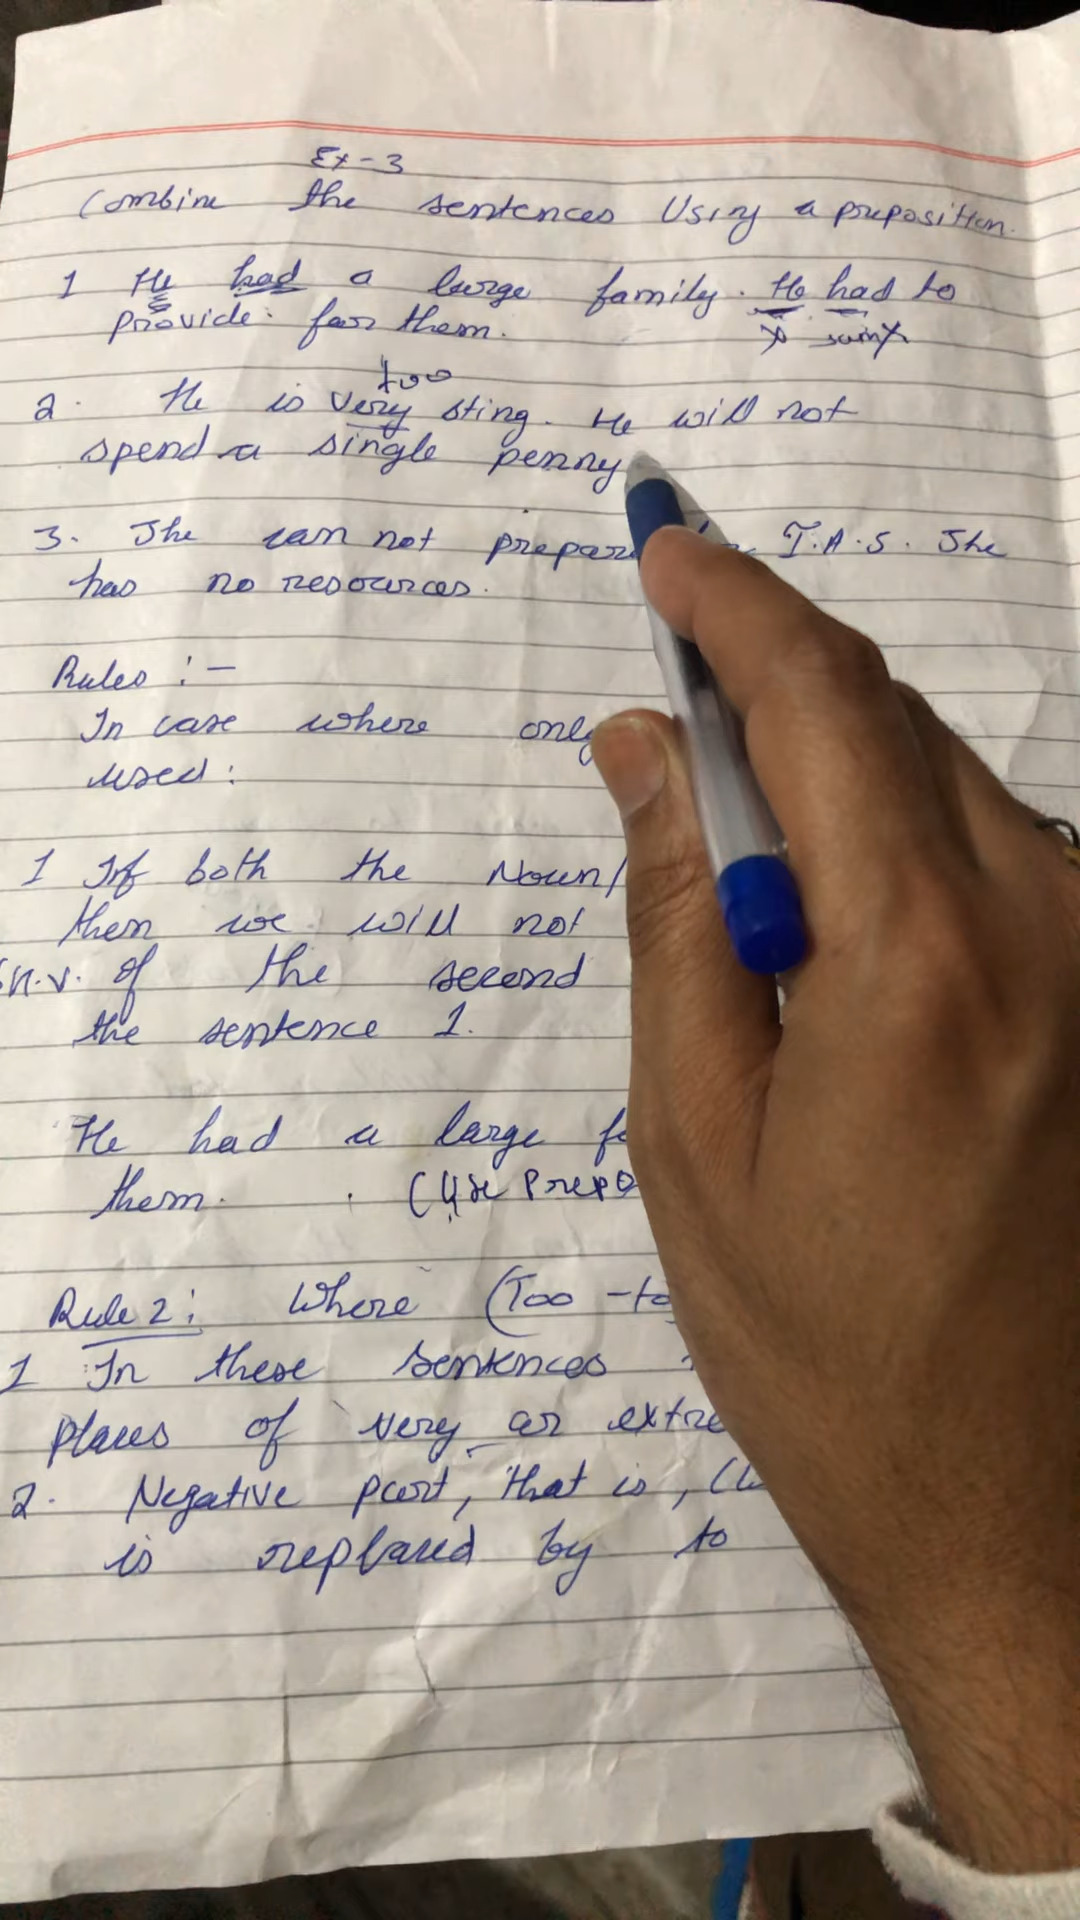 Ex-3
Combine the sentences Using a preposition.
1 He had a large family. He had to
provide for them.
too
2. He is very sting. He will not
spend a single penny
3. She can not prepare I.A.S. She
has no resources.
Rules :-
In case where only
used:
1 If both the Noun/
then we will not
of the second
the sentence 1.
He had a large
them. (Use Prepo
Rule 2: Where (Too -to
1 In these sentences
places of very or extre
2. Negative part, that is,
is replaced by to